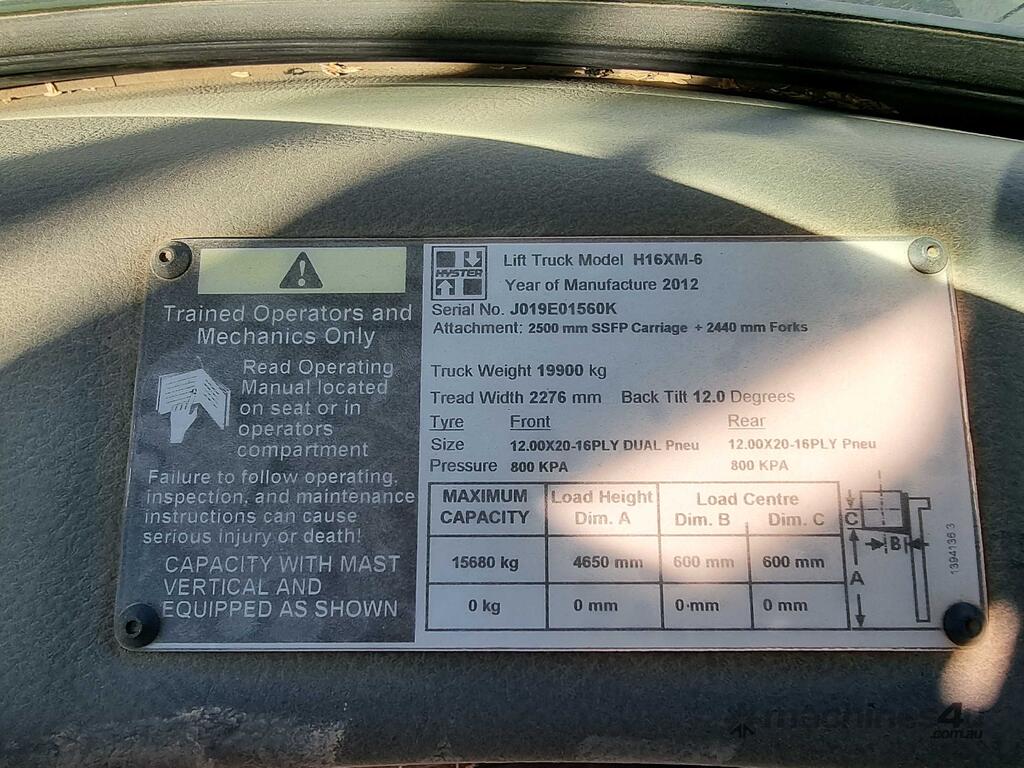 Trained Operators and
Mechanics Only
Read Operating
Manual located
on seat or in
operators
compartment
Failure to follow operating,
inspection, and maintenance
instructions can cause
serious injury or death!
CAPACITY WITH MAST
VERTICAL AND
EQUIPPED AS SHOWN
HYSTER
Lift Truck Model H16XM-6
Year of Manufacture 2012
Serial No. J019E01560K
Attachment: 2500 mm SSFP Carriage + 2440 mm Forks
Truck Weight 19900 kg
Tread Width 2276 mm Back Tilt 12.0 Degrees
Tyre Front Rear
Size 12.00X20-16PLY DUAL Pneu 12.00X20-16PLY Pneu
Pressure 800 KPA 800 KPA
MAXIMUM CAPACITY Load Height Dim. A Load Centre Dim. B Dim. C
15680 kg 4650 mm 600 mm 600 mm
0 kg 0 mm 0 mm 0 mm
C
B
A
1394136.3
machines4u
.com.au